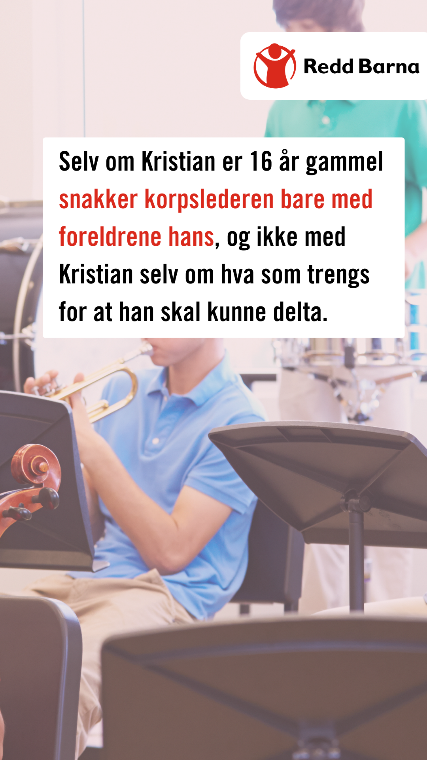 Redd Barna
Selv om Kristian er 16 år gammel
snakker korpslederen bare med
foreldrene hans, og ikke med
Kristian selv om hva som trengs
for at han skal kunne delta.